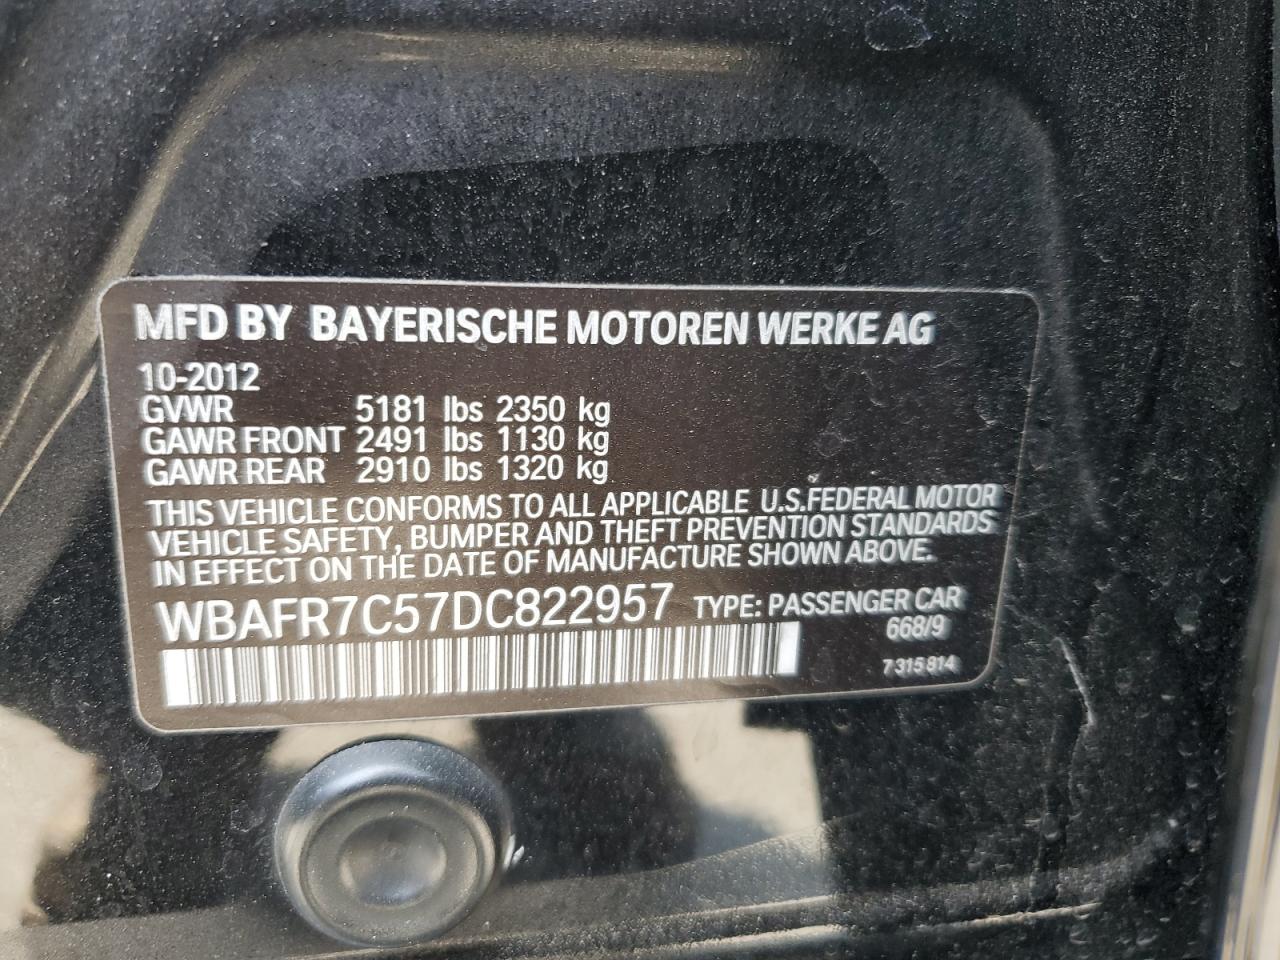 MFD BY BAYERISCHE MOTOREN WERKE AG
10-2012
GVWR 5181 lbs 2350 kg
GAWR FRONT 2491 lbs 1130 kg
GAWR REAR 2910 lbs 1320 kg
THIS VEHICLE CONFORMS TO ALL APPLICABLE U.S.FEDERAL MOTOR
VEHICLE SAFETY, BUMPER AND THEFT PREVENTION STANDARDS
IN EFFECT ON THE DATE OF MANUFACTURE SHOWN ABOVE.
WBAFR7C57DC822957 TYPE: PASSENGER CAR
668/9
7 315 814